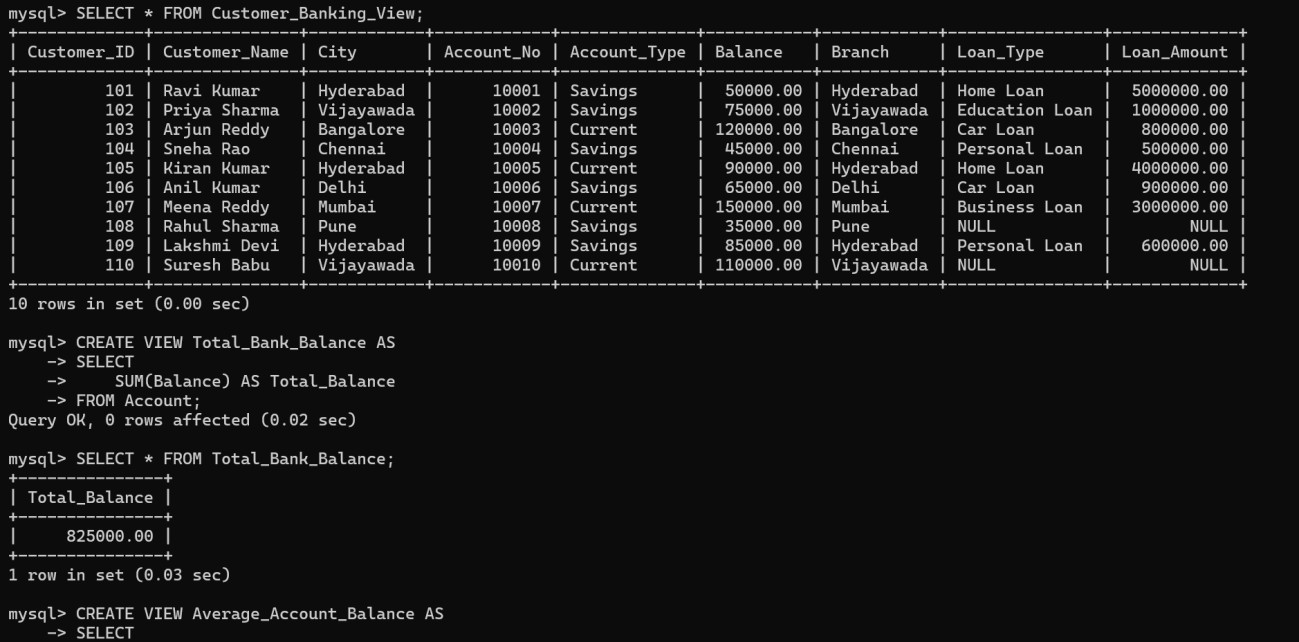 mysql> SELECT * FROM Customer_Banking_View;
+-------------+---------------+------------+------------+--------------+-----------+------------+----------------+-------------+
| Customer_ID | Customer_Name | City       | Account_No | Account_Type | Balance   | Branch     | Loan_Type      | Loan_Amount |
+-------------+---------------+------------+------------+--------------+-----------+------------+----------------+-------------+
|         101 | Ravi Kumar    | Hyderabad  |      10001 | Savings      |  50000.00 | Hyderabad  | Home Loan      |  5000000.00 |
|         102 | Priya Sharma  | Vijayawada |      10002 | Savings      |  75000.00 | Vijayawada | Education Loan |  1000000.00 |
|         103 | Arjun Reddy   | Bangalore  |      10003 | Current      | 120000.00 | Bangalore  | Car Loan       |   800000.00 |
|         104 | Sneha Rao     | Chennai    |      10004 | Savings      |  45000.00 | Chennai    | Personal Loan  |   500000.00 |
|         105 | Kiran Kumar   | Hyderabad  |      10005 | Current      |  90000.00 | Hyderabad  | Home Loan      |  4000000.00 |
|         106 | Anil Kumar    | Delhi      |      10006 | Savings      |  65000.00 | Delhi      | Car Loan       |   900000.00 |
|         107 | Meena Reddy   | Mumbai     |      10007 | Current      | 150000.00 | Mumbai     | Business Loan  |  3000000.00 |
|         108 | Rahul Sharma  | Pune       |      10008 | Savings      |  35000.00 | Pune       | NULL           |        NULL |
|         109 | Lakshmi Devi  | Hyderabad  |      10009 | Savings      |  85000.00 | Hyderabad  | Personal Loan  |   600000.00 |
|         110 | Suresh Babu   | Vijayawada |      10010 | Current      | 110000.00 | Vijayawada | NULL           |        NULL |
+-------------+---------------+------------+------------+--------------+-----------+------------+----------------+-------------+
10 rows in set (0.00 sec)

mysql> CREATE VIEW Total_Bank_Balance AS
    -> SELECT
    ->     SUM(Balance) AS Total_Balance
    -> FROM Account;
Query OK, 0 rows affected (0.02 sec)

mysql> SELECT * FROM Total_Bank_Balance;
+---------------+
| Total_Balance |
+---------------+
|     825000.00 |
+---------------+
1 row in set (0.03 sec)

mysql> CREATE VIEW Average_Account_Balance AS
    -> SELECT